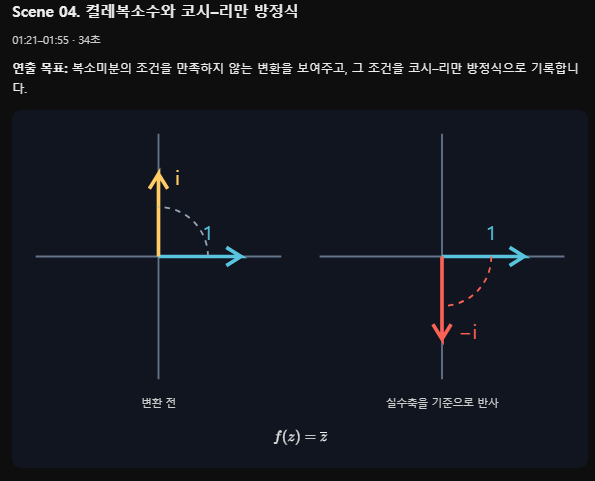 Scene 04. 켤레복소수와 코시–리만 방정식
01:21–01:55 · 34초
연출 목표: 복소미분의 조건을 만족하지 않는 변환을 보여주고, 그 조건을 코시–리만 방정식으로 기록합니
다.
i
1
1
−i
변환 전
실수축을 기준으로 반사
f(z) = z̄